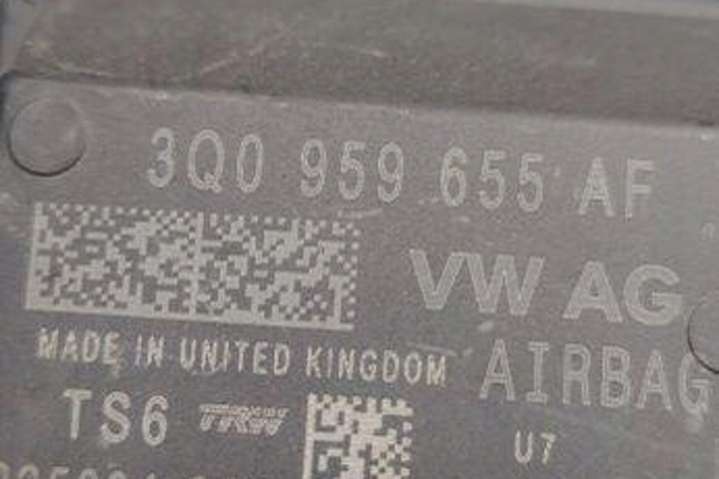 3Q0 959 655 AF
VW AG
MADE IN UNITED KINGDOM
AIRBAG
TS6 TRW
U7